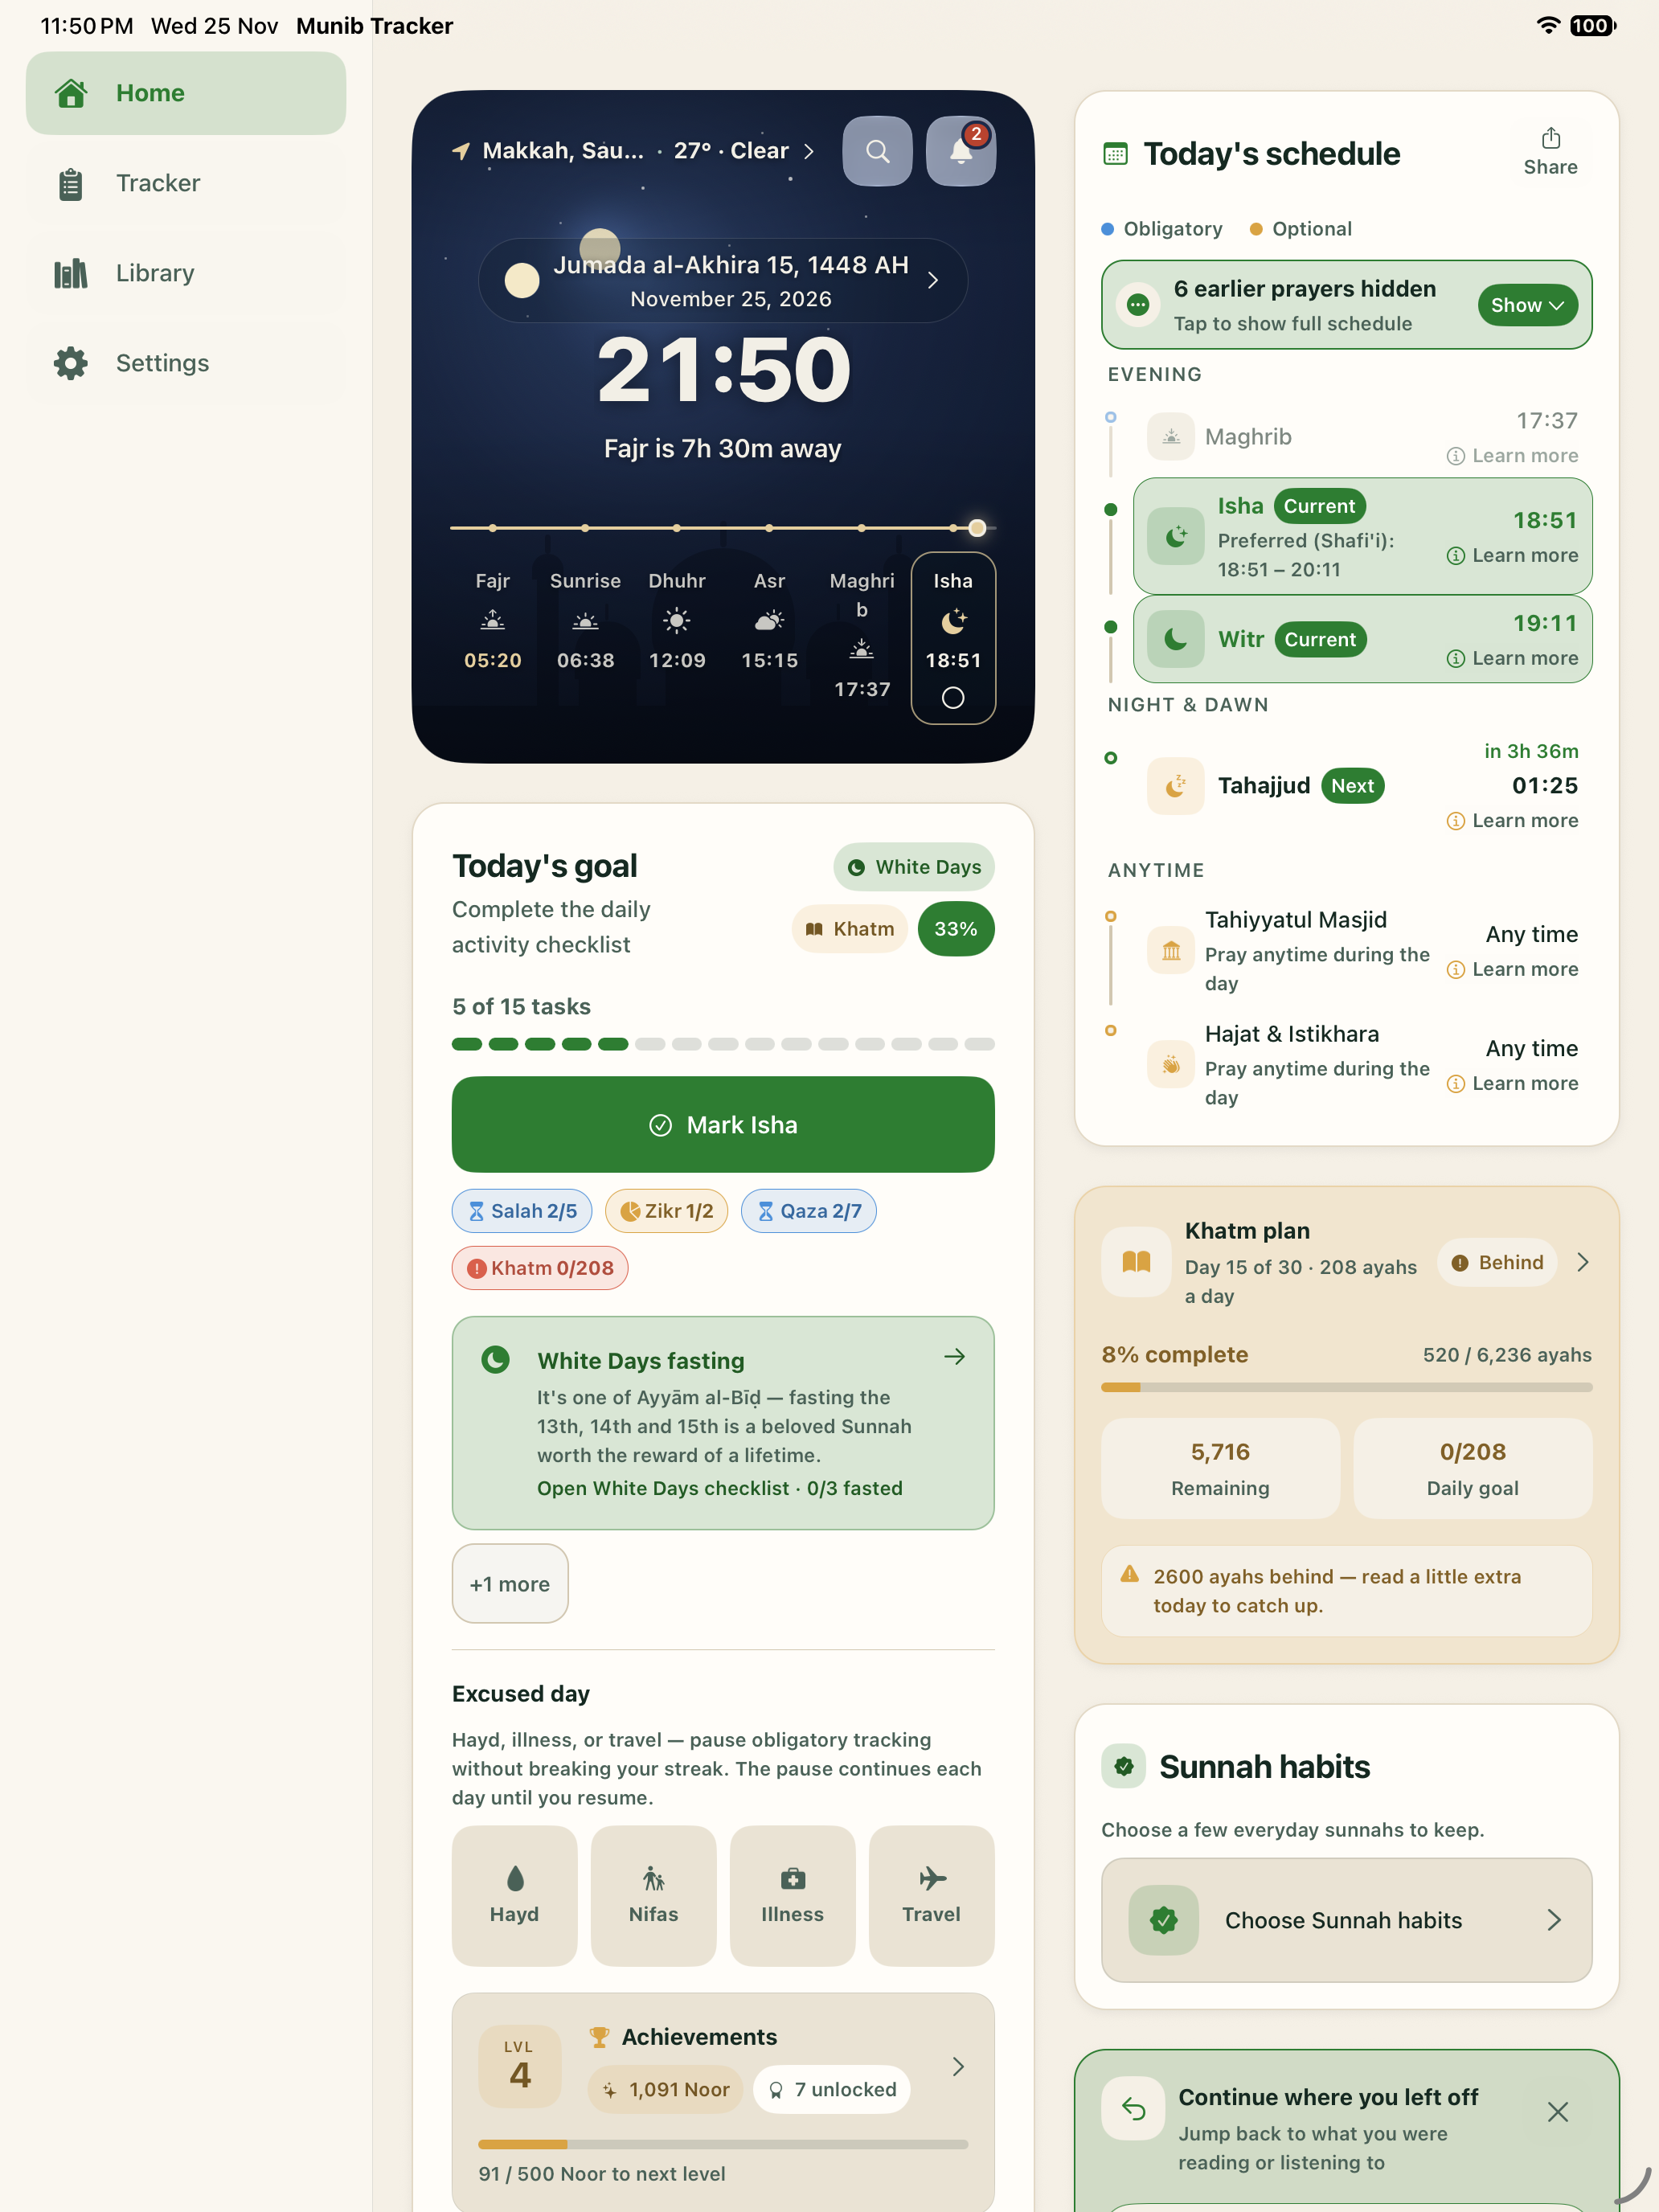 11:50 PM Wed 25 Nov Munib Tracker
100
Home
Tracker
Library
Settings
Makkah, Sau... · 27° · Clear
2
Jumada al-Akhira 15, 1448 AH
November 25, 2026
21:50
Fajr is 7h 30m away
Fajr
05:20
Sunrise
06:38
Dhuhr
12:09
Asr
15:15
Maghri
b
17:37
Isha
18:51
Today's goal
White Days
Complete the daily
activity checklist
Khatm
33%
5 of 15 tasks
Mark Isha
Salah 2/5
Zikr 1/2
Qaza 2/7
Khatm 0/208
White Days fasting
It's one of Ayyām al-Bīḍ — fasting the
13th, 14th and 15th is a beloved Sunnah
worth the reward of a lifetime.
Open White Days checklist · 0/3 fasted
+1 more
Excused day
Hayd, illness, or travel — pause obligatory tracking
without breaking your streak. The pause continues each
day until you resume.
Hayd
Nifas
Illness
Travel
LVL
4
Achievements
1,091 Noor
7 unlocked
91 / 500 Noor to next level
Today's schedule
Share
Obligatory
Optional
6 earlier prayers hidden
Tap to show full schedule
Show
EVENING
Maghrib
17:37
Learn more
Isha
Current
Preferred (Shafi'i):
18:51 – 20:11
18:51
Learn more
Witr
Current
19:11
Learn more
NIGHT & DAWN
Tahajjud
Next
in 3h 36m
01:25
Learn more
ANYTIME
Tahiyyatul Masjid
Pray anytime during the
day
Any time
Learn more
Hajat & Istikhara
Pray anytime during the
day
Any time
Learn more
Khatm plan
Day 15 of 30 · 208 ayahs
a day
Behind
8% complete
520 / 6,236 ayahs
5,716
Remaining
0/208
Daily goal
2600 ayahs behind — read a little extra
today to catch up.
Sunnah habits
Choose a few everyday sunnahs to keep.
Choose Sunnah habits
Continue where you left off
Jump back to what you were
reading or listening to